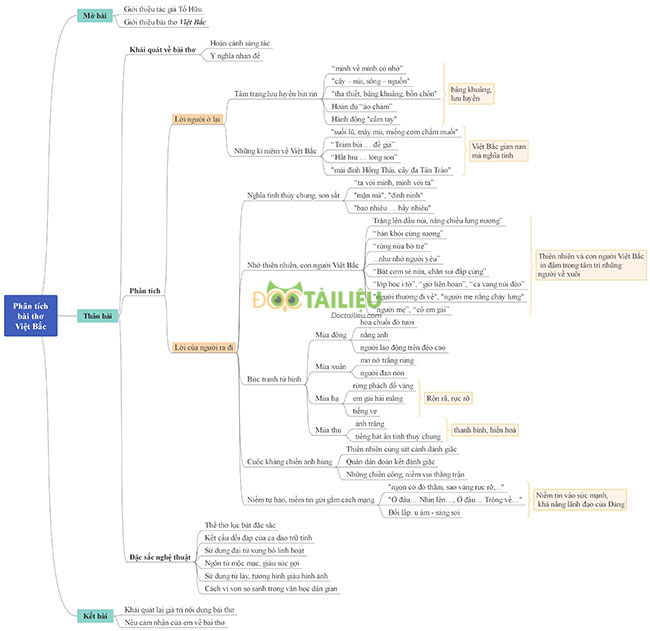 Phân tích
bài thơ
Việt Bắc
Mở bài
Giới thiệu tác giả Tố Hữu
Giới thiệu bài thơ Việt Bắc
Thân bài
Khái quát về bài thơ
Hoàn cảnh sáng tác
Ý nghĩa nhan đề
Phân tích
Lời người ở lại
Tâm trạng lưu luyến bịn rịn
"mình về mình có nhớ"
"cây – núi, sông – nguồn"
"tha thiết, bâng khuâng, bồn chồn"
Hoán dụ "áo chàm"
Hành động "cầm tay"
bâng khuâng,
lưu luyến
Những kỉ niệm về Việt Bắc
"suối lũ, mây mù, miếng cơm chấm muối"
"Trám bùi … để già"
"Hắt hiu … lòng son"
"mái đình Hồng Thái, cây đa Tân Trào"
Việt Bắc gian nan
mà nghĩa tình
Lời của người ra đi
Nghĩa tình thủy chung, son sắt
"ta với mình, mình với ta"
"mặn mà", "đinh ninh"
"bao nhiêu … bấy nhiêu"
Nhớ thiên nhiên, con người Việt Bắc
Trăng lên đầu núi, nắng chiều lưng nương"
"bản khói cùng sương"
"rừng nứa bờ tre"
...như nhớ người yêu"
"Bát cơm sẻ nửa, chăn sui đắp cùng"
"lớp học i tờ", "giờ liên hoan", "ca vang núi đèo"
"người thương đi về", "người mẹ nắng cháy lưng"
người mẹ", "cô em gái"
Thiên nhiên và con người Việt Bắc
in đậm trong tâm trí những
người về xuôi
ĐỌCTÀILIỆU
Doctailieu.com
Bức tranh tứ bình
Mùa đông
hoa chuối đỏ tươi
nắng ánh
người lao động trên đèo cao
Mùa xuân
mơ nở trắng rừng
người đan nón
Mùa hạ
rừng phách đổ vàng
em gái hái măng
tiếng ve
Rộn rã, rực rỡ
Mùa thu
ánh trăng
tiếng hát ân tình thuỷ chung
thanh bình, hiền hoà
Cuộc kháng chiến anh hùng
Thiên nhiên cùng sát cánh đánh giặc
Quân dân đoàn kết đánh giặc
Những chiến công, niềm vui thắng trận
Niềm tự hào, niềm tin gửi gắm cách mạng
"ngọn cờ đỏ thắm, sao vàng rực rỡ,..."
"Ở đâu… Nhìn lên…, Ở đâu… Trông về…"
Đối lập: u ám - sáng soi
Niềm tin vào sức mạnh,
khả năng lãnh đạo của Đảng
Đặc sắc nghệ thuật
Thể thơ lục bát đặc sắc
Kết cấu đối đáp của ca dao trữ tình
Sử dụng đại từ xưng hô linh hoạt
Ngôn từ mộc mạc, giàu sức gợi
Sử dụng từ láy, tượng hình giàu hình ảnh
Cách ví von so sánh trong văn học dân gian
Kết bài
Khái quát lại giá trị nội dung bài thơ
Nêu cảm nhận của em về bài thơ